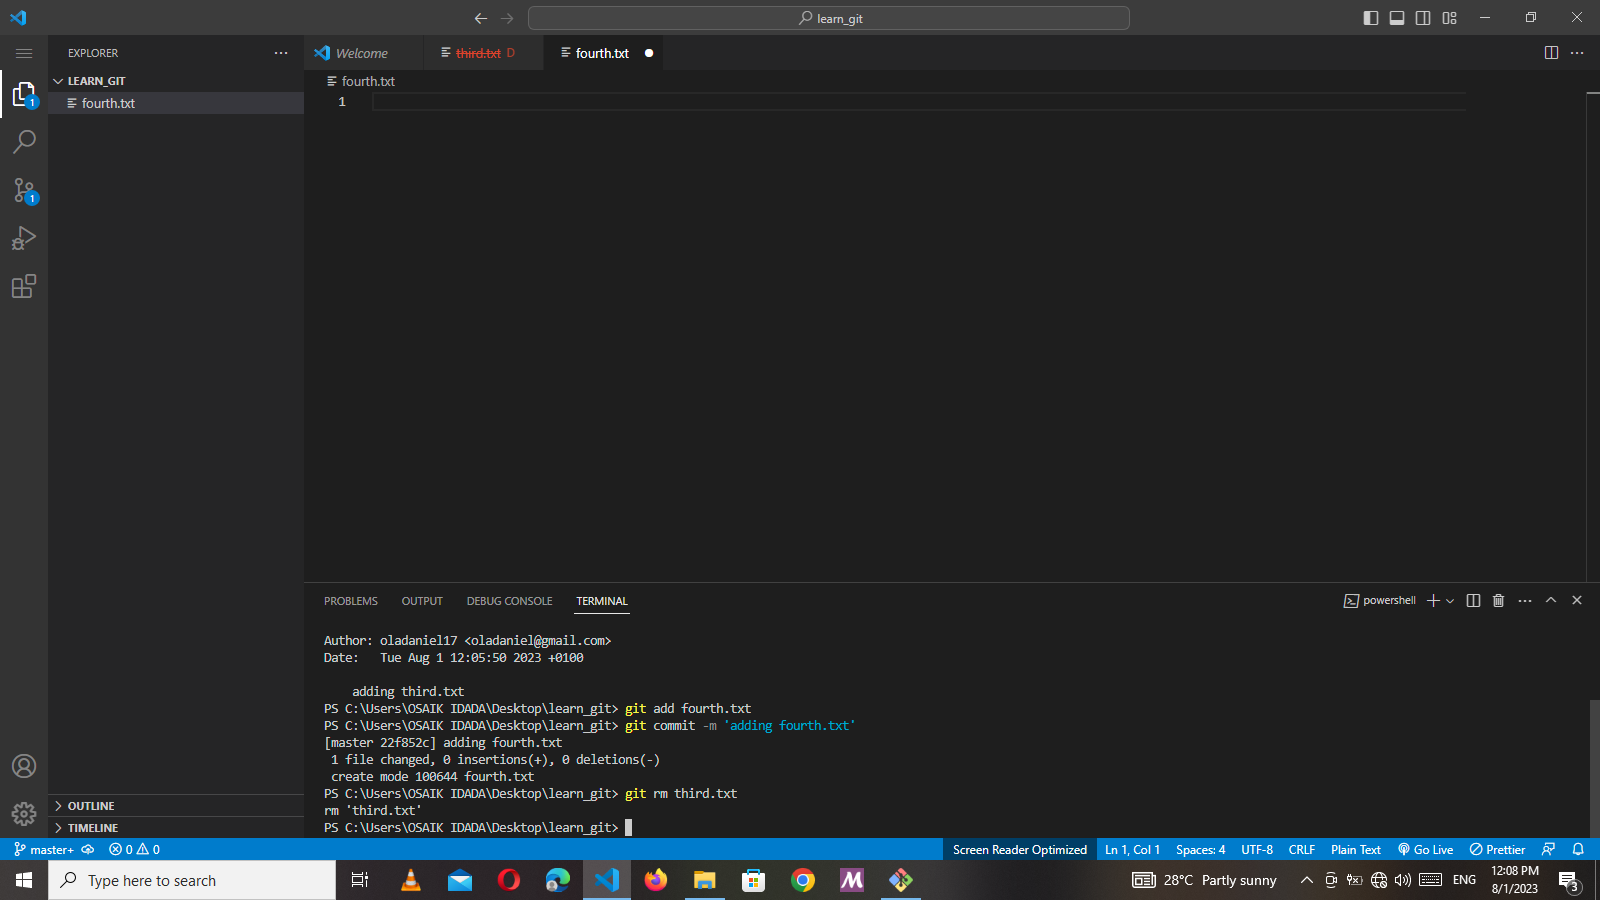 learn_git
EXPLORER
Welcome
third.txt D
fourth.txt
LEARN_GIT
fourth.txt
fourth.txt
1
1
1
PROBLEMS OUTPUT DEBUG CONSOLE TERMINAL
powershell
Author: oladaniel17 <oladaniel@gmail.com>
Date:   Tue Aug 1 12:05:50 2023 +0100
    adding third.txt
PS C:\Users\OSAIK IDADA\Desktop\learn_git> git add fourth.txt
PS C:\Users\OSAIK IDADA\Desktop\learn_git> git commit -m 'adding fourth.txt'
[master 22f852c] adding fourth.txt
 1 file changed, 0 insertions(+), 0 deletions(-)
 create mode 100644 fourth.txt
PS C:\Users\OSAIK IDADA\Desktop\learn_git> git rm third.txt
rm 'third.txt'
PS C:\Users\OSAIK IDADA\Desktop\learn_git>
OUTLINE
TIMELINE
master+ 0 0 Screen Reader Optimized Ln 1, Col 1 Spaces: 4 UTF-8 CRLF Plain Text Go Live Prettier
Type here to search
28°C Partly sunny
ENG
12:08 PM
8/1/2023
3